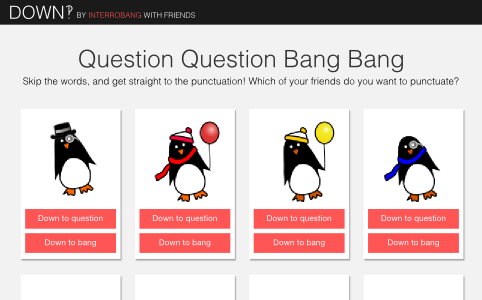 DOWN‽ BY INTERROBANG WITH FRIENDS
Question Question Bang Bang
Skip the words, and get straight to the punctuation! Which of your friends do you want to punctuate?
Down to question Down to question Down to question Down to question
Down to bang Down to bang Down to bang Down to bang